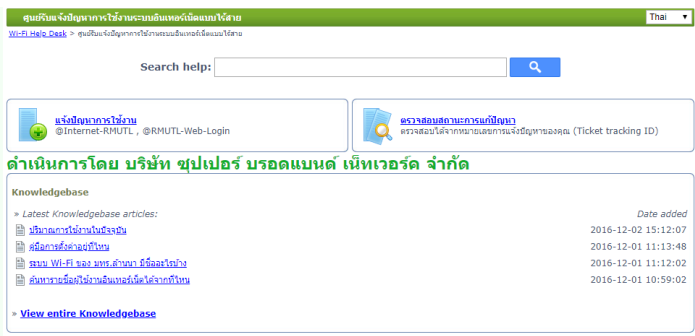 ศูนย์รับแจ้งปัญหาการใช้งานระบบอินเทอร์เน็ตแบบไร้สาย
Thai
Wi-Fi Help Desk > ศูนย์รับแจ้งปัญหาการใช้งานระบบอินเทอร์เน็ตแบบไร้สาย
Search help:
แจ้งปัญหาการใช้งาน
@Internet-RMUTL , @RMUTL-Web-Login
ตรวจสอบสถานะการแก้ปัญหา
ตรวจสอบได้จากหมายเลขการแจ้งปัญหาของคุณ (Ticket tracking ID)
ดำเนินการโดย บริษัท ซุปเปอร์ บรอดแบนด์ เน็ทเวอร์ค จำกัด
Knowledgebase
» Latest Knowledgebase articles: Date added
ปริมาณการใช้งานในปัจจุบัน 2016-12-02 15:12:07
คู่มือการตั้งค่าอยู่ที่ไหน 2016-12-01 11:13:48
ระบบ Wi-Fi ของ มทร.ล้านนา มีชื่ออะไรบ้าง 2016-12-01 11:12:02
ค้นหารายชื่อผู้ใช้งานอินเทอร์เน็ตได้จากที่ไหน 2016-12-01 10:59:02
» View entire Knowledgebase